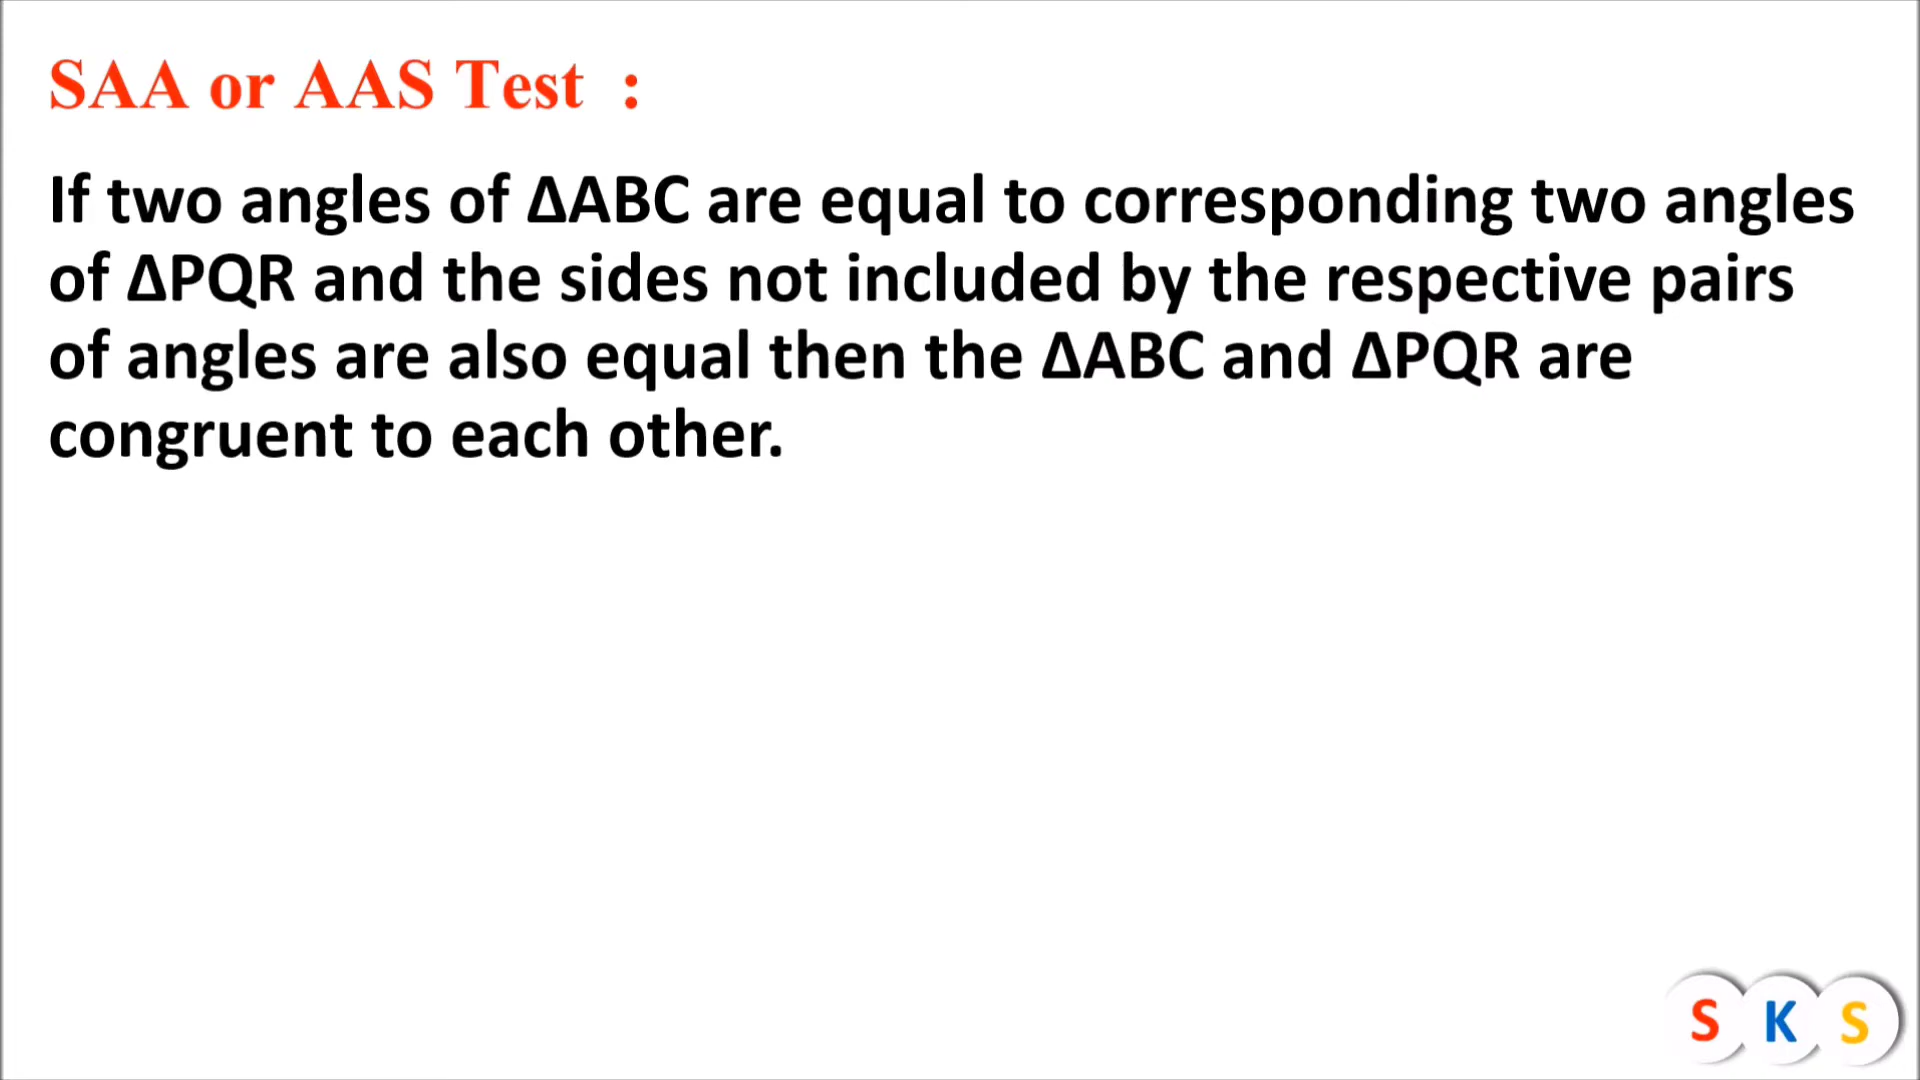 SAA or AAS Test :
If two angles of ΔABC are equal to corresponding two angles
of ΔPQR and the sides not included by the respective pairs
of angles are also equal then the ΔABC and ΔPQR are
congruent to each other.
S K S